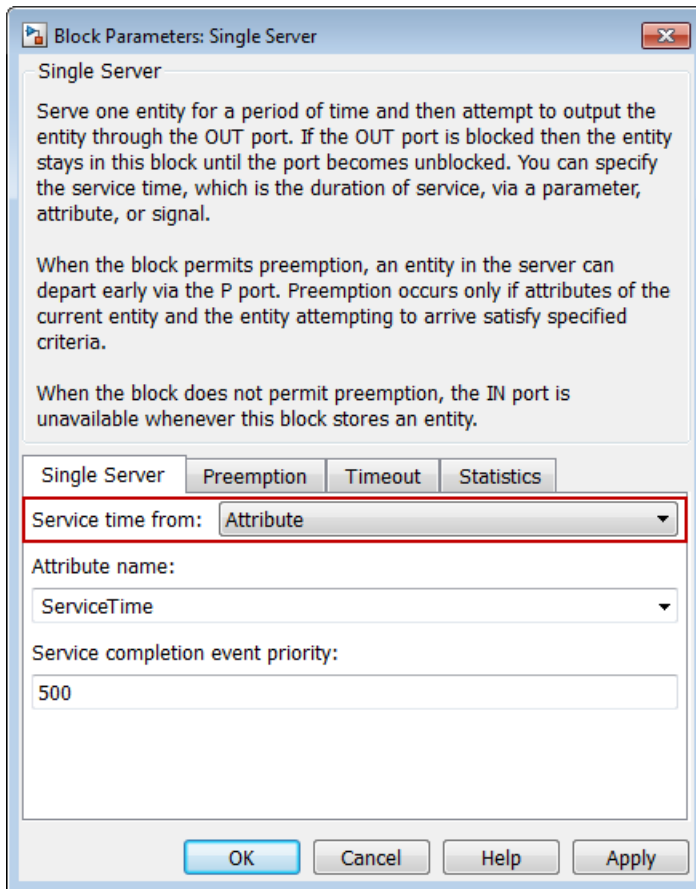 Block Parameters: Single Server
Single Server
Serve one entity for a period of time and then attempt to output the
entity through the OUT port. If the OUT port is blocked then the entity
stays in this block until the port becomes unblocked. You can specify
the service time, which is the duration of service, via a parameter,
attribute, or signal.
When the block permits preemption, an entity in the server can
depart early via the P port. Preemption occurs only if attributes of the
current entity and the entity attempting to arrive satisfy specified
criteria.
When the block does not permit preemption, the IN port is
unavailable whenever this block stores an entity.
Single Server Preemption Timeout Statistics
Service time from: Attribute
Attribute name:
ServiceTime
Service completion event priority:
500
OK Cancel Help Apply